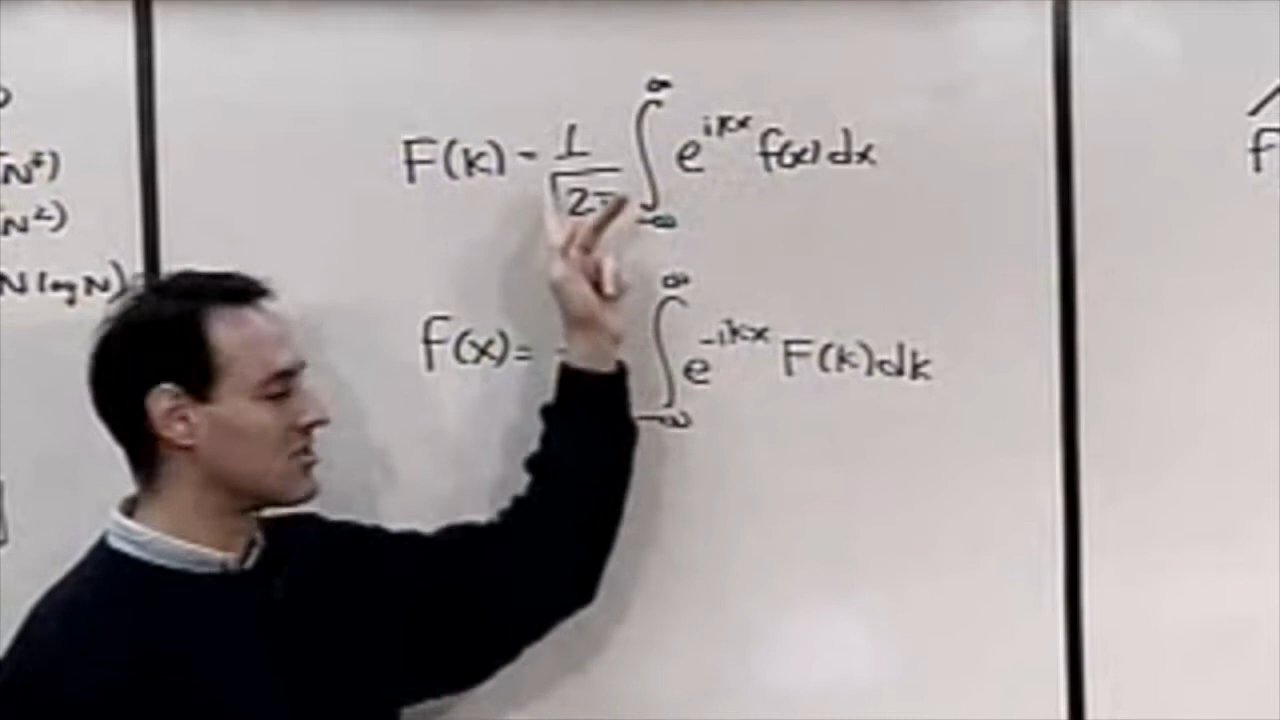 N²)
N²)
N log N)
F(k) = 1/√2π ∫_{-∞}^{∞} e^{ikx} f(x) dx
f(x) = ∫_{-∞}^{∞} e^{-ikx} F(k) dk